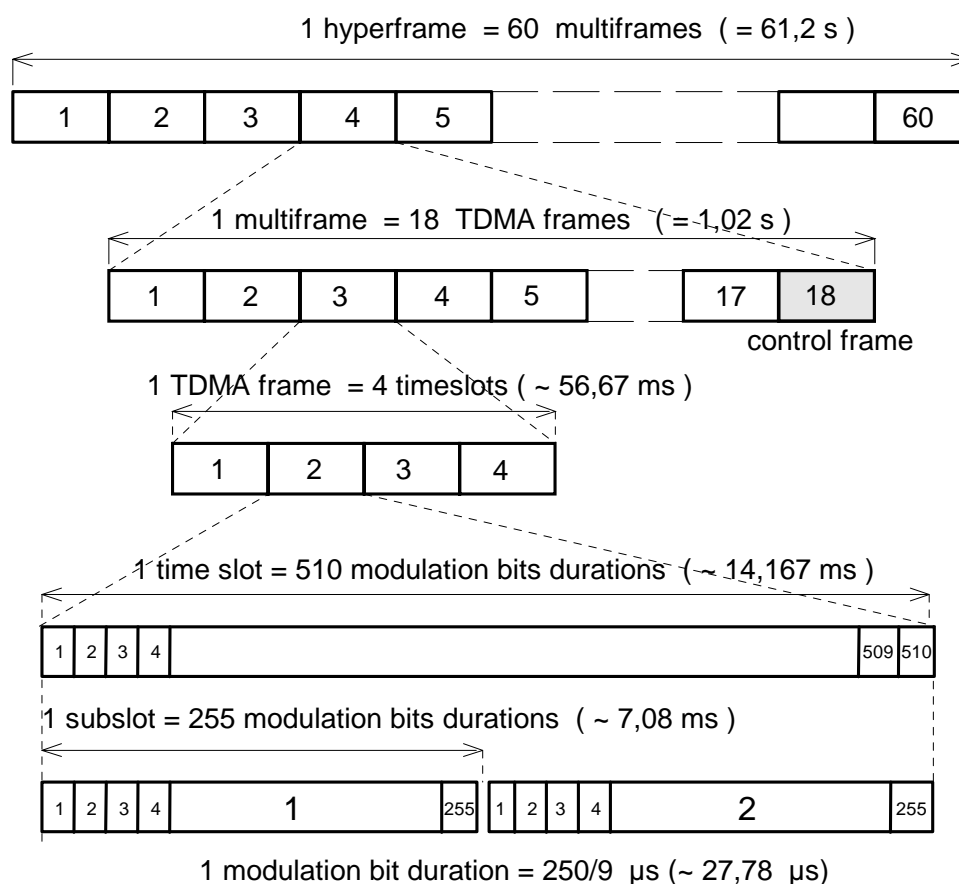 1 hyperframe = 60 multiframes ( = 61,2 s )
1 2 3 4 5 60
1 multiframe = 18 TDMA frames ( = 1,02 s )
1 2 3 4 5 17 18
control frame
1 TDMA frame = 4 timeslots ( ~ 56,67 ms )
1 2 3 4
1 time slot = 510 modulation bits durations ( ~ 14,167 ms )
1 2 3 4 509 510
1 subslot = 255 modulation bits durations ( ~ 7,08 ms )
1 2 3 4 1 255 1 2 3 4 2 255
1 modulation bit duration = 250/9 μs (~ 27,78 μs)